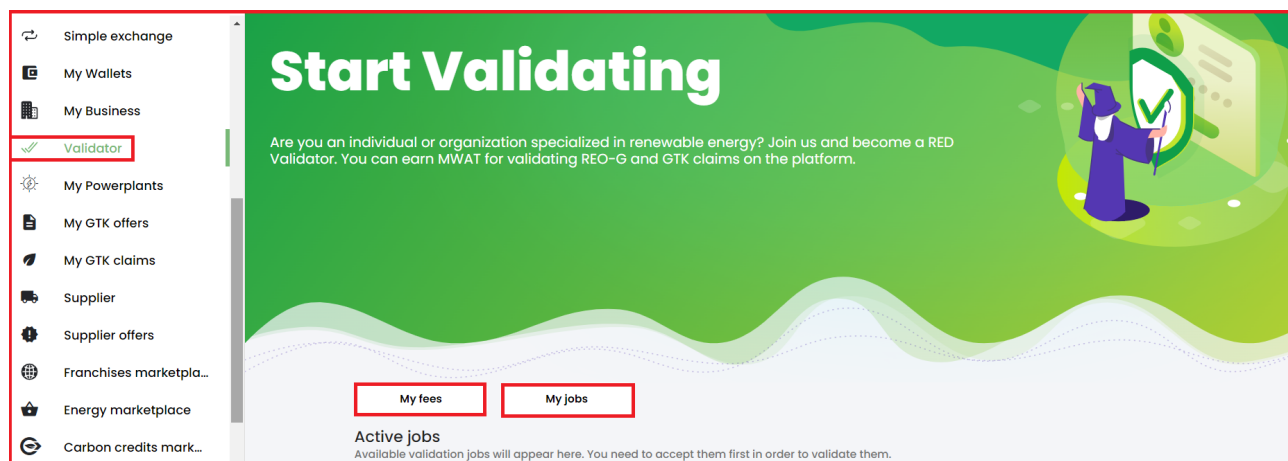 Simple exchange
My Wallets
My Business
Validator
My Powerplants
My GTK offers
My GTK claims
Supplier
Supplier offers
Franchises marketpla...
Energy marketplace
Carbon credits mark...
Start Validating
Are you an individual or organization specialized in renewable energy? Join us and become a RED
Validator. You can earn MWAT for validating REO-G and GTK claims on the platform.
My fees
My jobs
Active jobs
Available validation jobs will appear here. You need to accept them first in order to validate them.